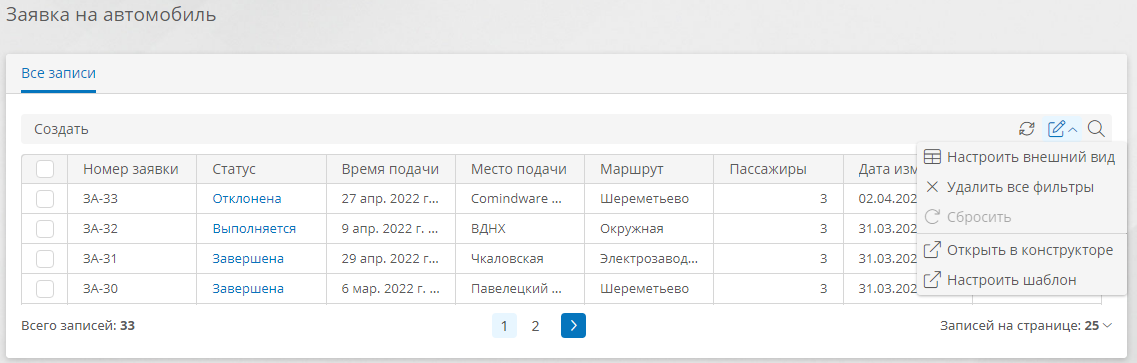 Заявка на автомобиль
Все записи
Создать
Настроить внешний вид
Удалить все фильтры
Сбросить
Открыть в конструкторе
Настроить шаблон
Номер заявки Статус Время подачи Место подачи Маршрут Пассажиры Дата изм
ЗА-33 Отклонена 27 апр. 2022 г... Comindware ... Шереметьево 3 02.04.202
ЗА-32 Выполняется 9 апр. 2022 г. ... ВДНХ Окружная 3 31.03.202
ЗА-31 Завершена 29 апр. 2022 г... Чкаловская Электрозавод... 3 31.03.202
ЗА-30 Завершена 6 мар. 2022 г. ... Павелецкий ... Шереметьево 3 31.03.202
Всего записей: 33 1 2 Записей на странице: 25